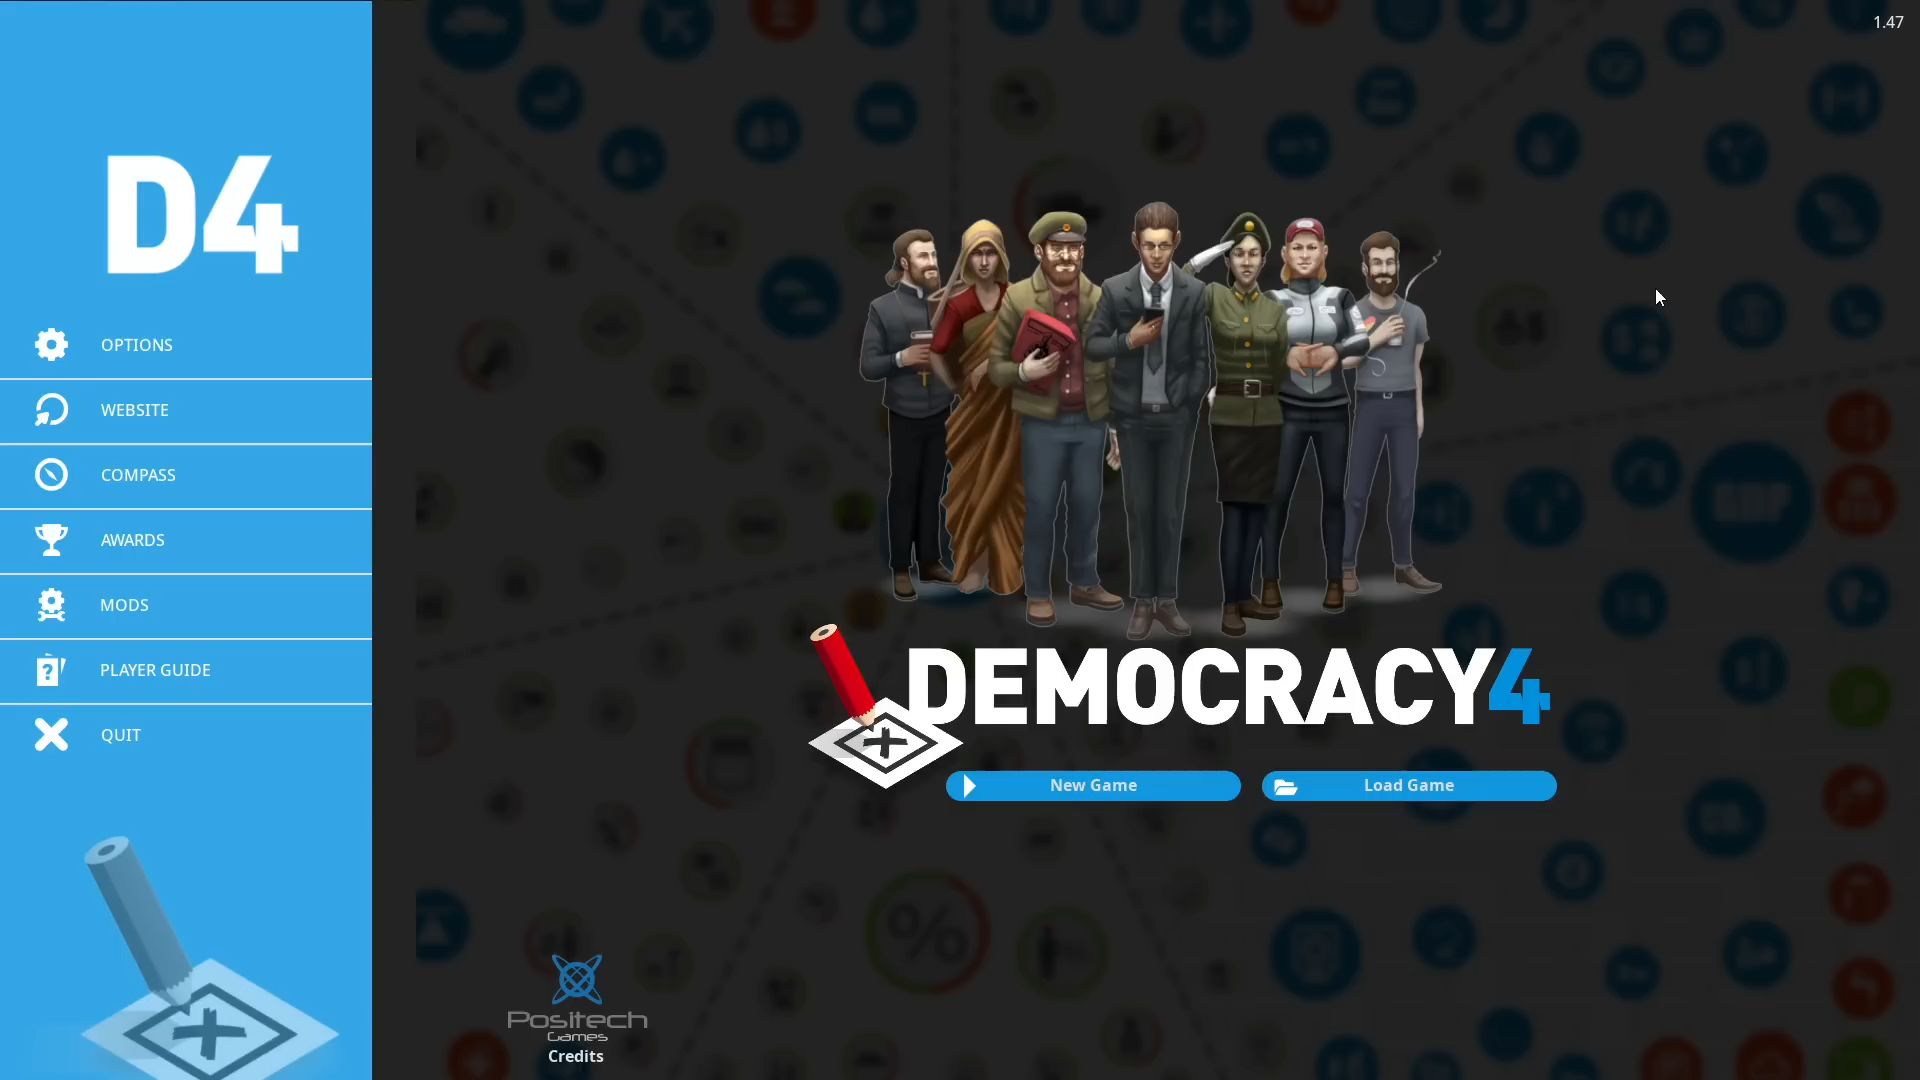 1.47
D4
OPTIONS
WEBSITE
COMPASS
AWARDS
MODS
PLAYER GUIDE
QUIT
DEMOCRACY4
New Game
Load Game
GDP
%
Positech
Games
Credits